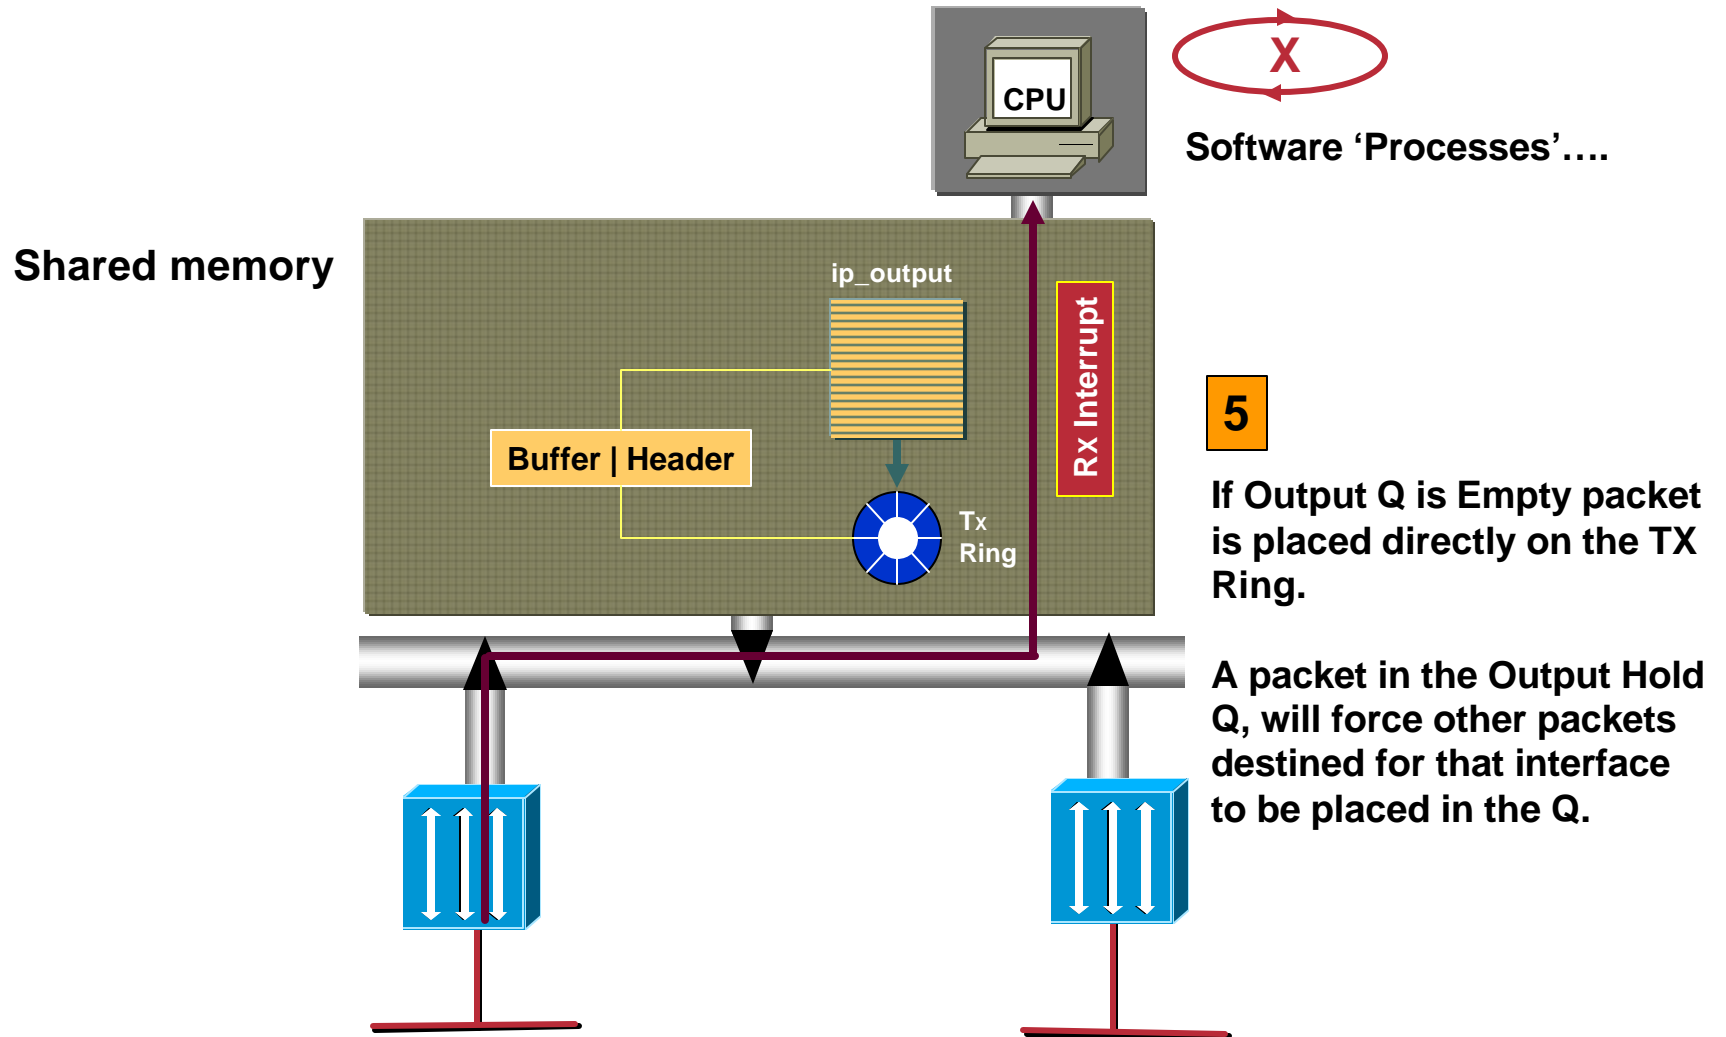 X
CPU
Software ‘Processes’….
Shared memory
ip_output
Rx Interrupt
Buffer | Header
Tx
Ring
5
If Output Q is Empty packet
is placed directly on the TX
Ring.
A packet in the Output Hold
Q, will force other packets
destined for that interface
to be placed in the Q.